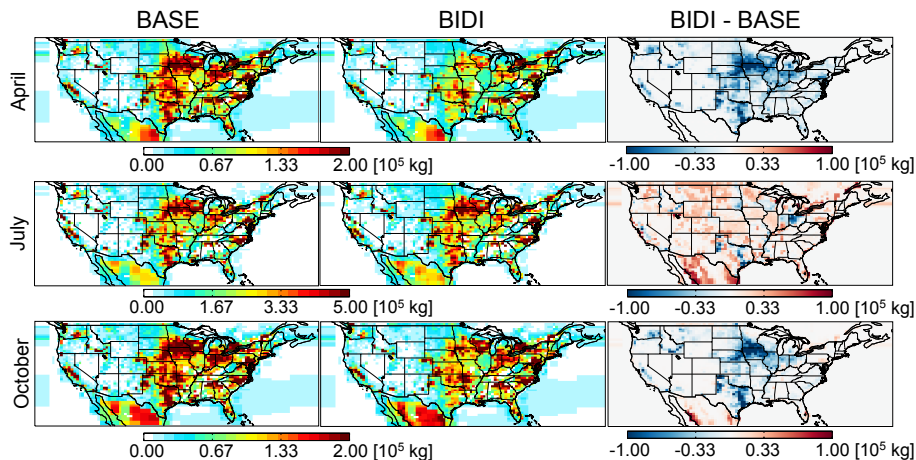 BASE BIDI BIDI - BASE
April
0.00 0.67 1.33 2.00 [10⁵ kg] -1.00 -0.33 0.33 1.00 [10⁵ kg]
July
0.00 1.67 3.33 5.00 [10⁵ kg] -1.00 -0.33 0.33 1.00 [10⁵ kg]
October
0.00 0.67 1.33 2.00 [10⁵ kg] -1.00 -0.33 0.33 1.00 [10⁵ kg]